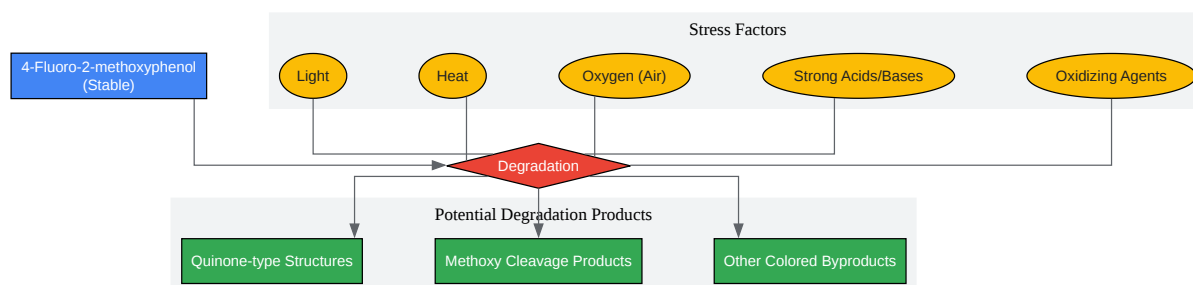 Stress Factors
4-Fluoro-2-methoxyphenol
(Stable)
Light
Heat
Oxygen (Air)
Strong Acids/Bases
Oxidizing Agents
Degradation
Potential Degradation Products
Quinone-type Structures
Methoxy Cleavage Products
Other Colored Byproducts